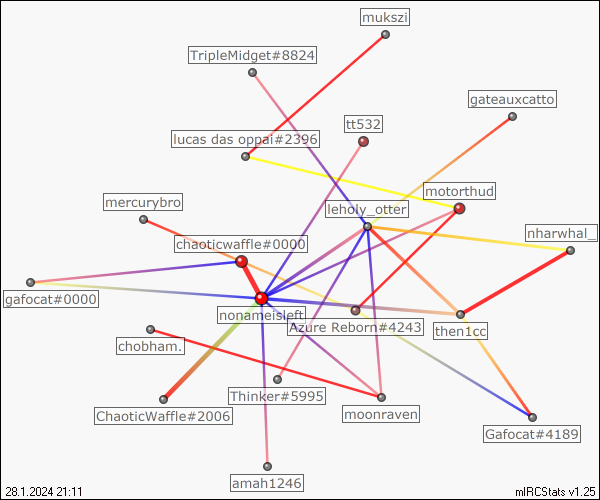 mukszi
TripleMidget#8824
gateauxcatto
tt532
lucas das oppai#2396
motorthud
mercurybro
leholy_otter
nharwhal_
chaoticwaffle#0000
gafocat#0000
nonameisleft
Azure Reborn#4243
then1cc
chobham.
Thinker#5995
ChaoticWaffle#2006
moonraven
Gafocat#4189
amah1246
28.1.2024 21:11
mIRCStats v1.25